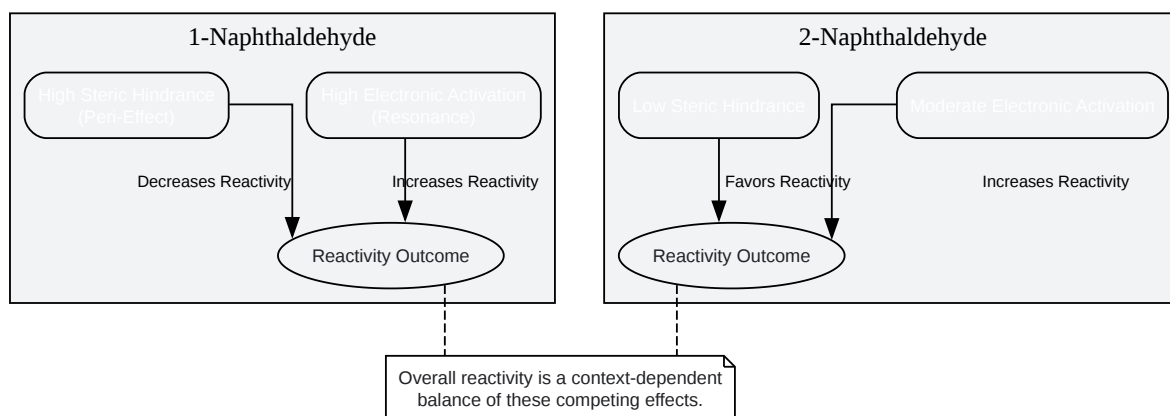 1-Naphthaldehyde
High Steric Hindrance
(Peri-Effect)
High Electronic Activation
(Resonance)
Decreases Reactivity
Increases Reactivity
Reactivity Outcome
2-Naphthaldehyde
Low Steric Hindrance
Moderate Electronic Activation
Favors Reactivity
Increases Reactivity
Reactivity Outcome
Overall reactivity is a context-dependent
balance of these competing effects.